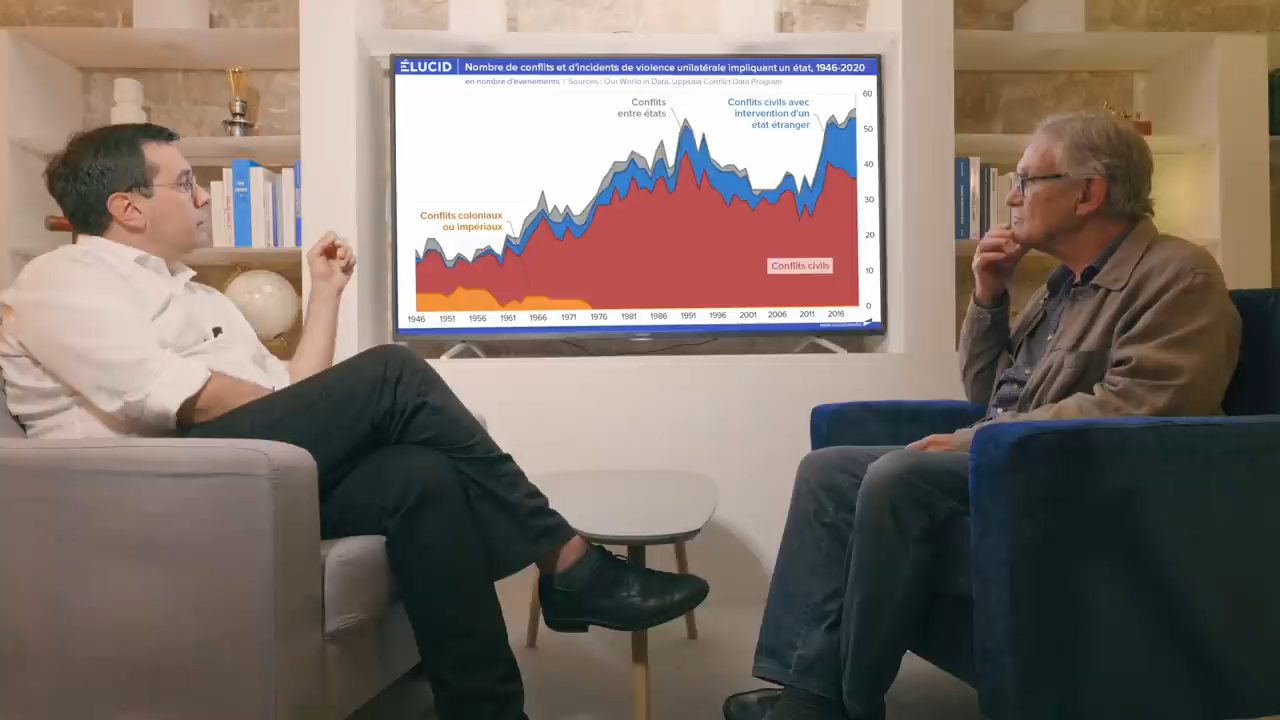 ÉLUCID
Nombre de conflits et d'incidents de violence unilatérale impliquant un état, 1946-2020
en nombre d'événements | Sources : Our World in Data, Uppsala Conflict Data Program
Conflits
entre états
Conflits civils avec
intervention d'un
état étranger
Conflits coloniaux
ou impériaux
Conflits civils
60
50
40
30
20
10
0
1946 1951 1956 1961 1966 1971 1976 1981 1986 1991 1996 2001 2006 2011 2016